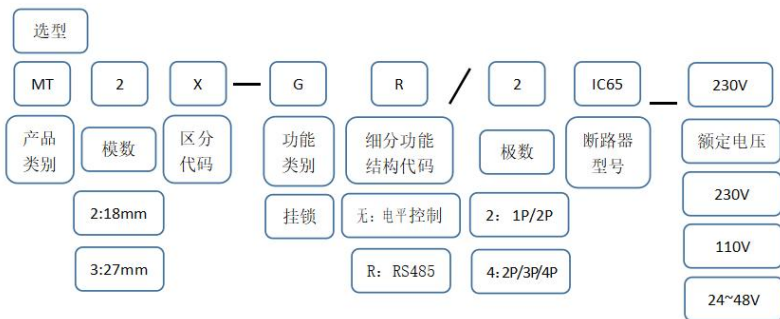 选型
MT 2 X — G R / 2 IC65 — 230V
产品类别 模数 区分代码 功能类别 细分功能结构代码 极数 断路器型号 额定电压
2:18mm 挂锁 无：电平控制 2：1P/2P 230V
3:27mm R：RS485 4:2P/3P/4P 110V
24~48V